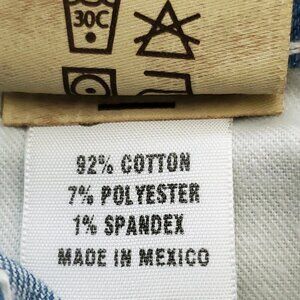 30C
92% COTTON
7% POLYESTER
1% SPANDEX
MADE IN MEXICO